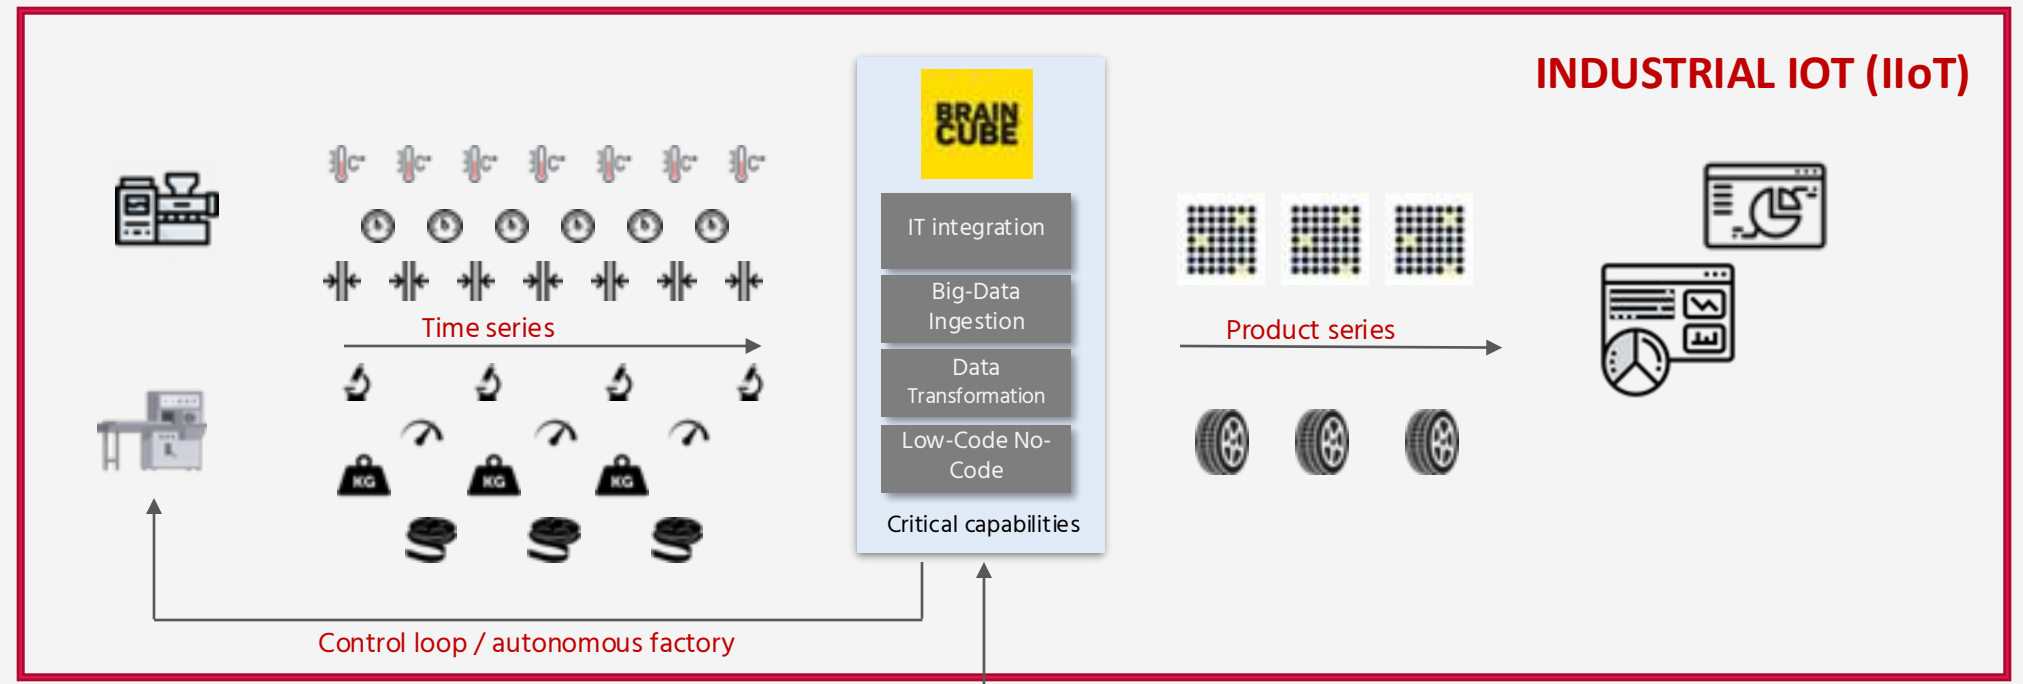 INDUSTRIAL IOT (IIoT)
BRAIN
CUBE
C°
C°
C°
C°
C°
C°
C°
IT integration
Big-Data
Ingestion
Time series
Product series
Data
Transformation
Low-Code No-
Code
KG
KG
KG
Critical capabilities
Control loop / autonomous factory